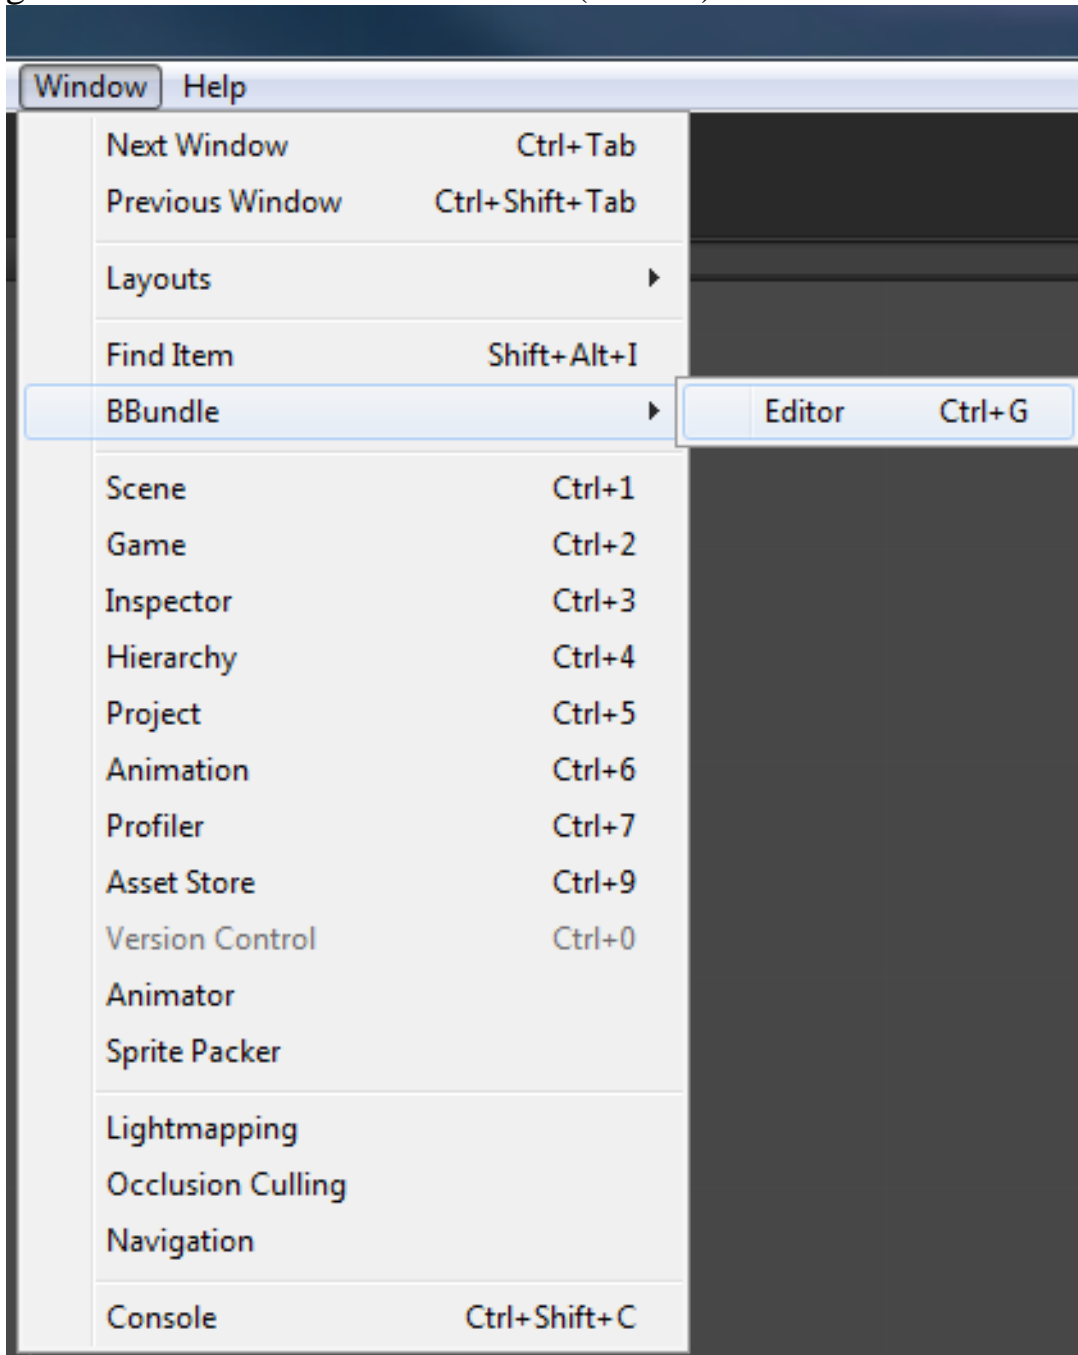 Window Help
Next Window Ctrl+Tab
Previous Window Ctrl+Shift+Tab
Layouts
Find Item Shift+Alt+I
BBundle Editor Ctrl+G
Scene Ctrl+1
Game Ctrl+2
Inspector Ctrl+3
Hierarchy Ctrl+4
Project Ctrl+5
Animation Ctrl+6
Profiler Ctrl+7
Asset Store Ctrl+9
Version Control Ctrl+0
Animator
Sprite Packer
Lightmapping
Occlusion Culling
Navigation
Console Ctrl+Shift+C